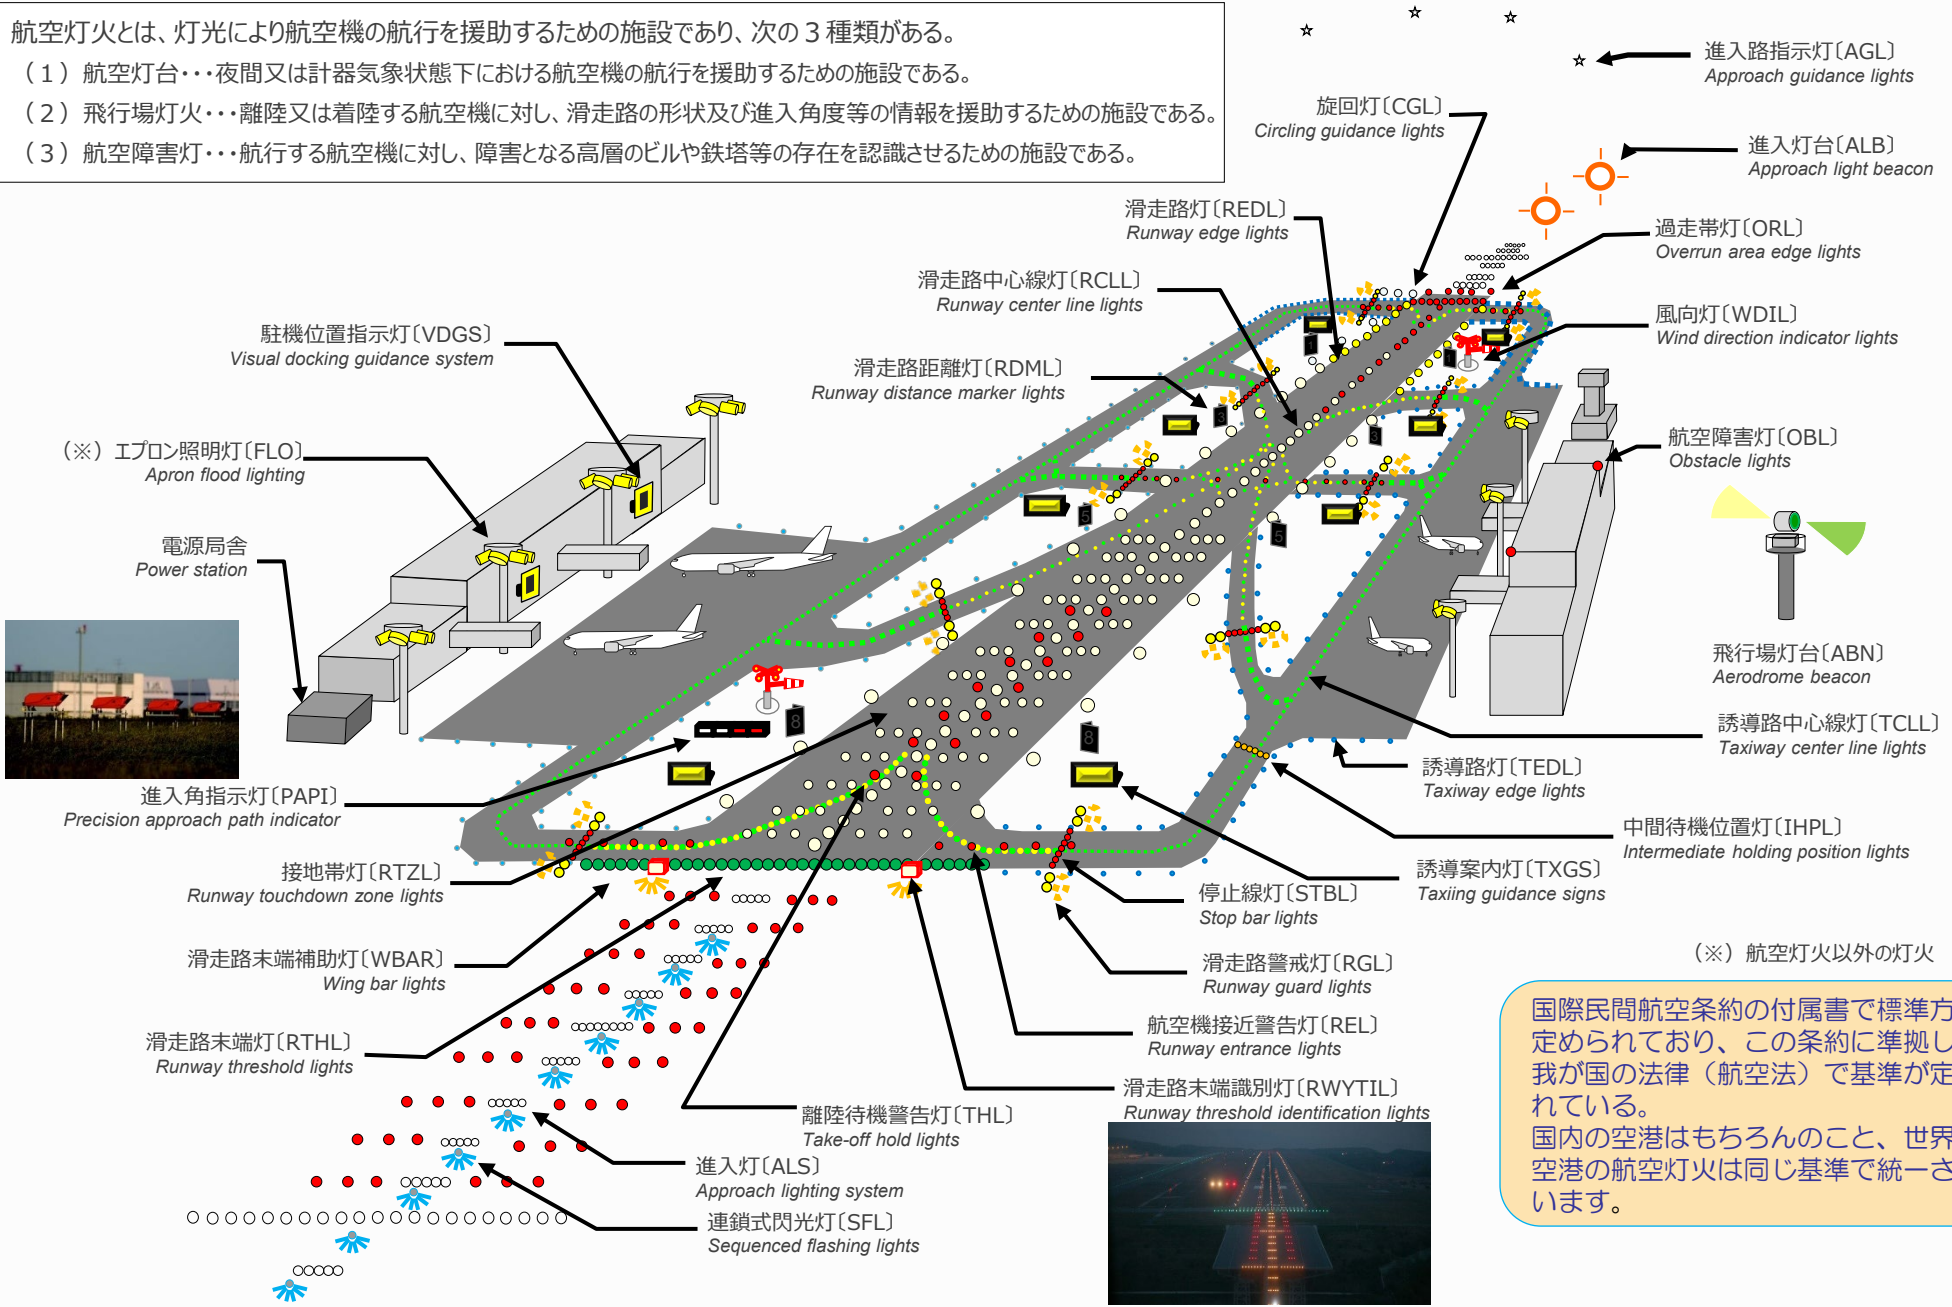 航空灯火とは、灯光により航空機の航行を援助するための施設であり、次の３種類がある。
（１）航空灯台・・・夜間又は計器気象状態下における航空機の航行を援助するための施設である。
（２）飛行場灯火・・・離陸又は着陸する航空機に対し、滑走路の形状及び進入角度等の情報を援助するための施設である。
（３）航空障害灯・・・航行する航空機に対し、障害となる高層のビルや鉄塔等の存在を認識させるための施設である。
進入路指示灯〔AGL〕
Approach guidance lights
旋回灯〔CGL〕
Circling guidance lights
進入灯台〔ALB〕
Approach light beacon
滑走路灯〔REDL〕
Runway edge lights
過走帯灯〔ORL〕
Overrun area edge lights
滑走路中心線灯〔RCLL〕
Runway center line lights
風向灯〔WDIL〕
Wind direction indicator lights
駐機位置指示灯〔VDGS〕
Visual docking guidance system
滑走路距離灯〔RDML〕
Runway distance marker lights
（※）エプロン照明灯〔FLO〕
Apron flood lighting
航空障害灯〔OBL〕
Obstacle lights
電源局舎
Power station
1
1
3
3
5
5
8
8
飛行場灯台〔ABN〕
Aerodrome beacon
誘導路中心線灯〔TCLL〕
Taxiway center line lights
誘導路灯〔TEDL〕
Taxiway edge lights
進入角指示灯〔PAPI〕
Precision approach path indicator
中間待機位置灯〔IHPL〕
Intermediate holding position lights
接地帯灯〔RTZL〕
Runway touchdown zone lights
誘導案内灯〔TXGS〕
Taxiing guidance signs
停止線灯〔STBL〕
Stop bar lights
滑走路末端補助灯〔WBAR〕
Wing bar lights
滑走路警戒灯〔RGL〕
Runway guard lights
（※）航空灯火以外の灯火
滑走路末端灯〔RTHL〕
Runway threshold lights
航空機接近警告灯〔REL〕
Runway entrance lights
滑走路末端識別灯〔RWYTIL〕
Runway threshold identification lights
離陸待機警告灯〔THL〕
Take-off hold lights
進入灯〔ALS〕
Approach lighting system
連鎖式閃光灯〔SFL〕
Sequenced flashing lights
国際民間航空条約の付属書で標準方
定められており、この条約に準拠し
我が国の法律（航空法）で基準が定
れている。
国内の空港はもちろんのこと、世界
空港の航空灯火は同じ基準で統一さ
います。